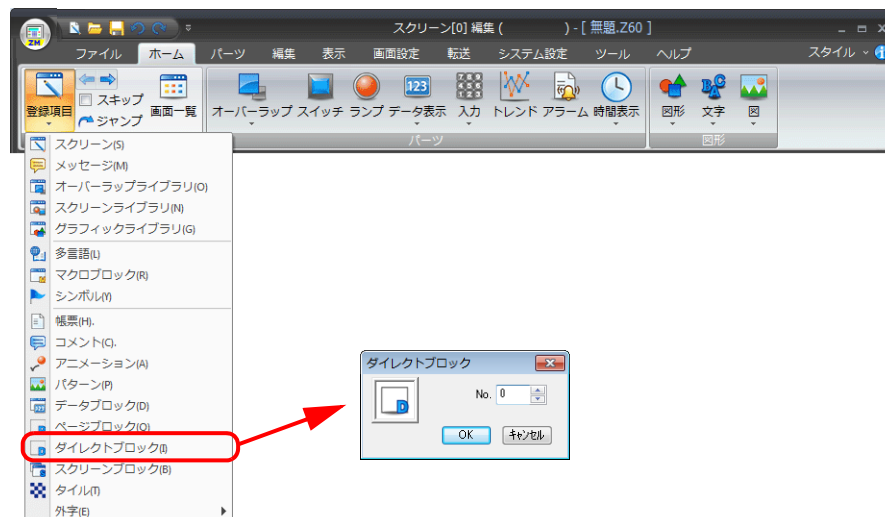 スクリーン[0] 編集 ( ) - [ 無題.Z60 ]
ZM
ファイル ホーム パーツ 編集 表示 画面設定 転送 システム設定 ツール ヘルプ スタイル
登録項目 スキップ ジャンプ 画面一覧 オーバーラップ スイッチ ランプ データ表示 入力 トレンド アラーム 時間表示 図形 文字 図
123
パーツ 図形
スクリーン(S)
メッセージ(M)
オーバーラップライブラリ(O)
スクリーンライブラリ(N)
グラフィックライブラリ(G)
多言語(L)
マクロブロック(R)
シンボル(Y)
帳票(H).
コメント(C).
アニメーション(A)
パターン(P)
データブロック(D)
ページブロック(Q)
ダイレクトブロック(I)
スクリーンブロック(B)
タイル(T)
外字(E)
ダイレクトブロック
No. 0
D
OK キャンセル